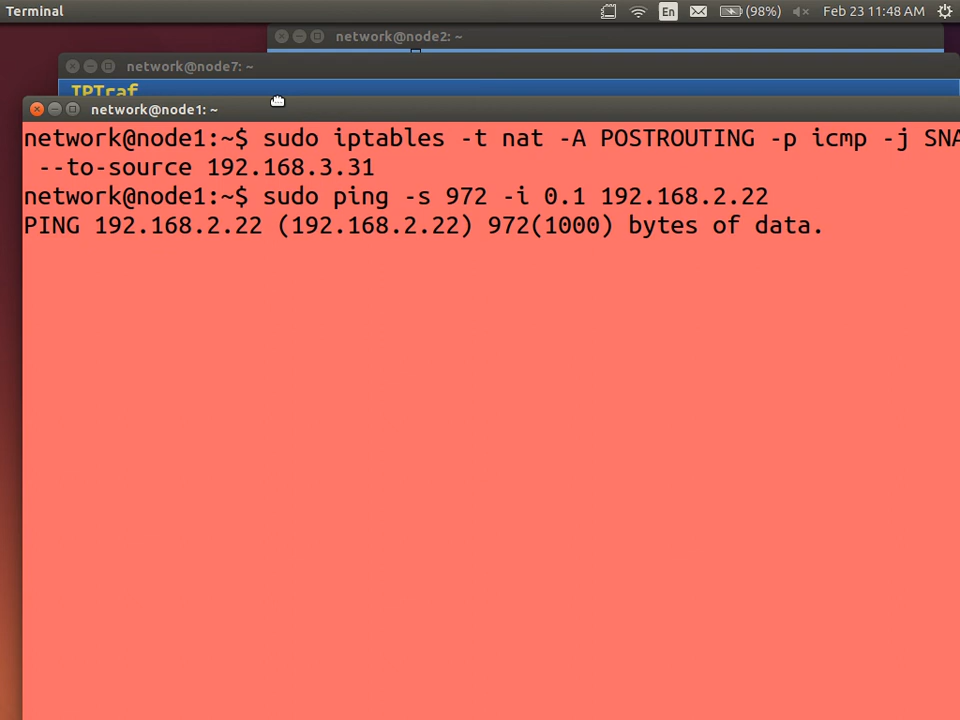 Terminal
En
(98%)
Feb 23 11:48 AM
network@node2: ~
network@node7: ~
IPTraf
network@node1: ~
network@node1:~$ sudo iptables -t nat -A POSTROUTING -p icmp -j SNA
--to-source 192.168.3.31
network@node1:~$ sudo ping -s 972 -i 0.1 192.168.2.22
PING 192.168.2.22 (192.168.2.22) 972(1000) bytes of data.